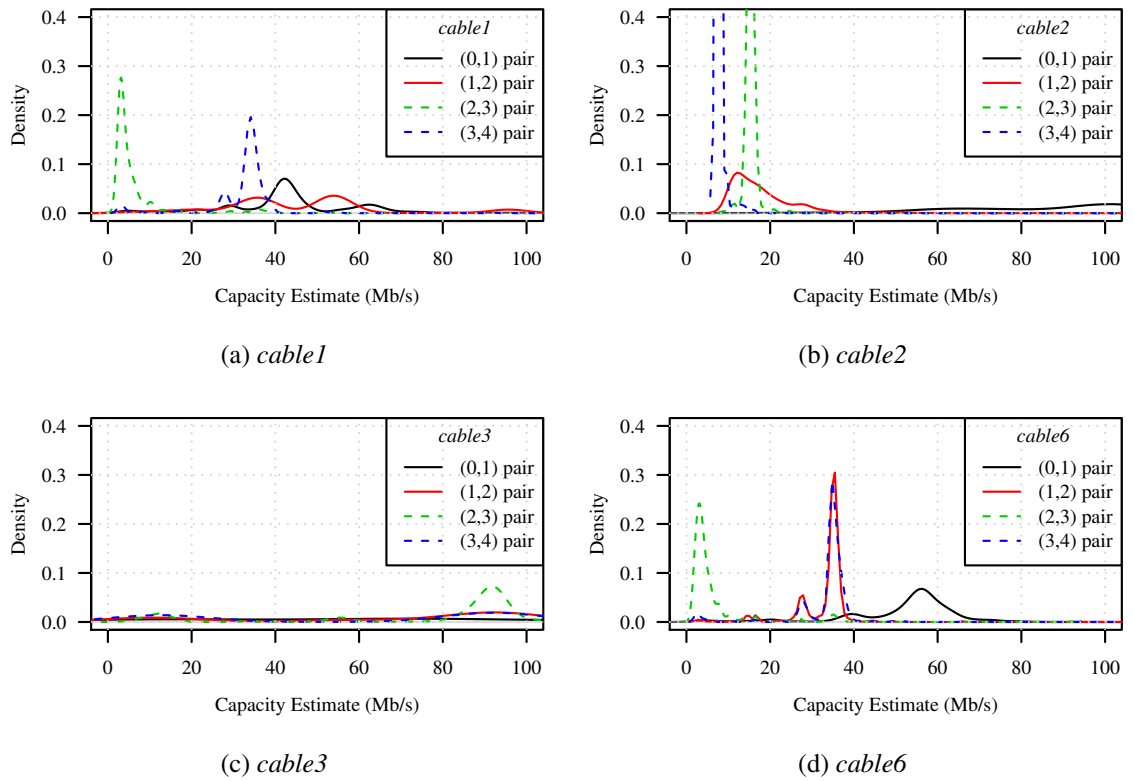 0.4
0.3
0.2
0.1
0.0
Density
cable1
(0,1) pair
(1,2) pair
(2,3) pair
(3,4) pair
0 20 40 60 80 100
Capacity Estimate (Mb/s)
(a) cable1
0.4
0.3
0.2
0.1
0.0
Density
cable2
(0,1) pair
(1,2) pair
(2,3) pair
(3,4) pair
0 20 40 60 80 100
Capacity Estimate (Mb/s)
(b) cable2
0.4
0.3
0.2
0.1
0.0
Density
cable3
(0,1) pair
(1,2) pair
(2,3) pair
(3,4) pair
0 20 40 60 80 100
Capacity Estimate (Mb/s)
(c) cable3
0.4
0.3
0.2
0.1
0.0
Density
cable6
(0,1) pair
(1,2) pair
(2,3) pair
(3,4) pair
0 20 40 60 80 100
Capacity Estimate (Mb/s)
(d) cable6